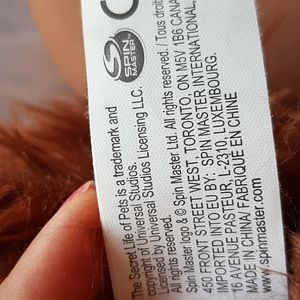 SPIN
MASTER
The Secret Life of Pets is a trademark and
copyright of Universal Studios.
Licensed by Universal Studios Licensing LLC.
All rights reserved.
Spin Master logo & © Spin Master Ltd. All rights reserved. / Tous droits
450 FRONT STREET WEST, TORONTO, ON M5V 1B6 CANA
IMPORTED INTO EU BY: SPIN MASTER INTERNATIONAL,
16 AVENUE PASTEUR, L-2310, LUXEMBOURG.
MADE IN CHINA/ FABRIQUÉ EN CHINE
www.spinmaster.com